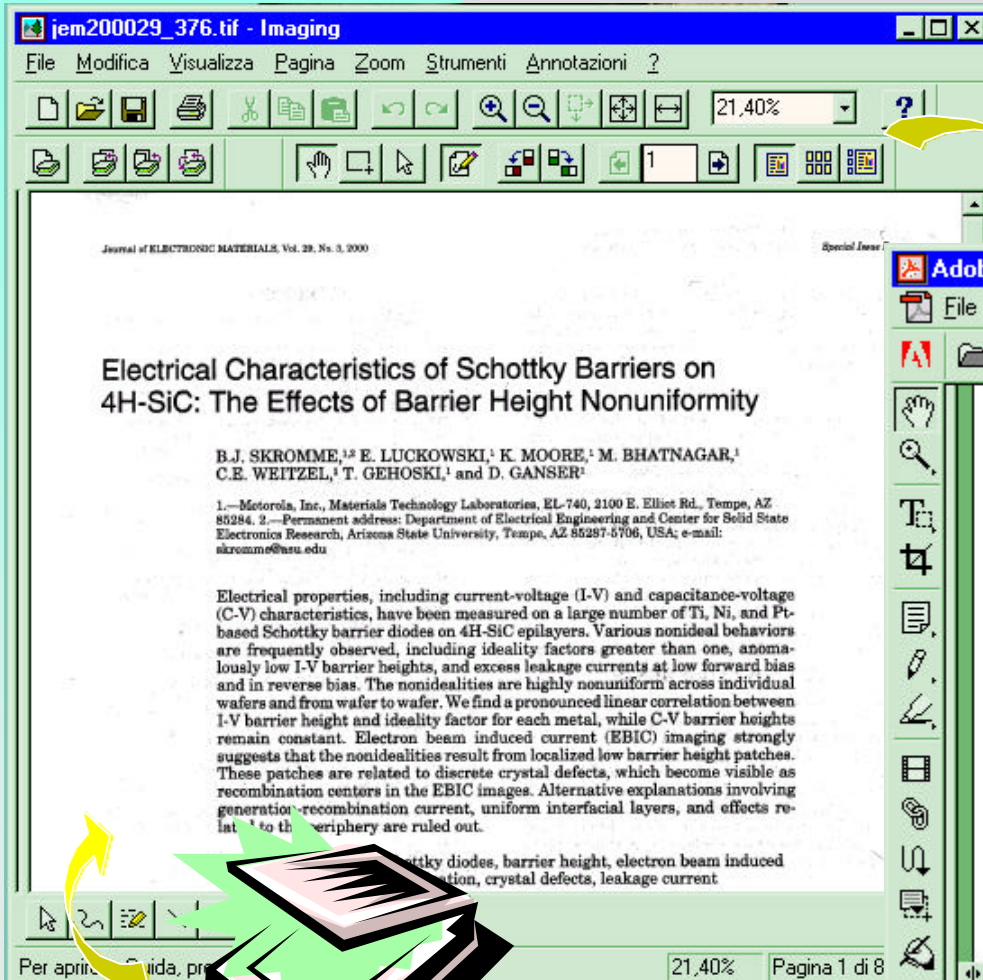 jem200029_376.tif - Imaging
File Modifica Visualizza Pagina Zoom Strumenti Annotazioni ?
21,40%
1
Journal of ELECTRONIC MATERIALS, Vol. 29, No. 3, 2000
Special Issue
Electrical Characteristics of Schottky Barriers on
4H-SiC: The Effects of Barrier Height Nonuniformity
B.J. SKROMME,¹,² E. LUCKOWSKI,¹ K. MOORE,¹ M. BHATNAGAR,¹
C.E. WEITZEL,¹ T. GEHOSKI,¹ and D. GANSER¹
1.—Motorola, Inc., Materials Technology Laboratories, EL-740, 2100 E. Elliot Rd., Tempe, AZ
85284. 2.—Permanent address: Department of Electrical Engineering and Center for Solid State
Electronics Research, Arizona State University, Tempe, AZ 85287-5706, USA; e-mail:
skromme@asu.edu
Electrical properties, including current-voltage (I-V) and capacitance-voltage
(C-V) characteristics, have been measured on a large number of Ti, Ni, and Pt-
based Schottky barrier diodes on 4H-SiC epilayers. Various nonideal behaviors
are frequently observed, including ideality factors greater than one, anoma-
lously low I-V barrier heights, and excess leakage currents at low forward bias
and in reverse bias. The nonidealities are highly nonuniform across individual
wafers and from wafer to wafer. We find a pronounced linear correlation between
I-V barrier height and ideality factor for each metal, while C-V barrier heights
remain constant. Electron beam induced current (EBIC) imaging strongly
suggests that the nonidealities result from localized low barrier height patches.
These patches are related to discrete crystal defects, which become visible as
recombination centers in the EBIC images. Alternative explanations involving
generation-recombination current, uniform interfacial layers, and effects re-
lated to the periphery are ruled out.
ttky diodes, barrier height, electron beam induced
ation, crystal defects, leakage current
Per aprire Guida, pre
21,40%
Pagina 1 di 8
Adob
File